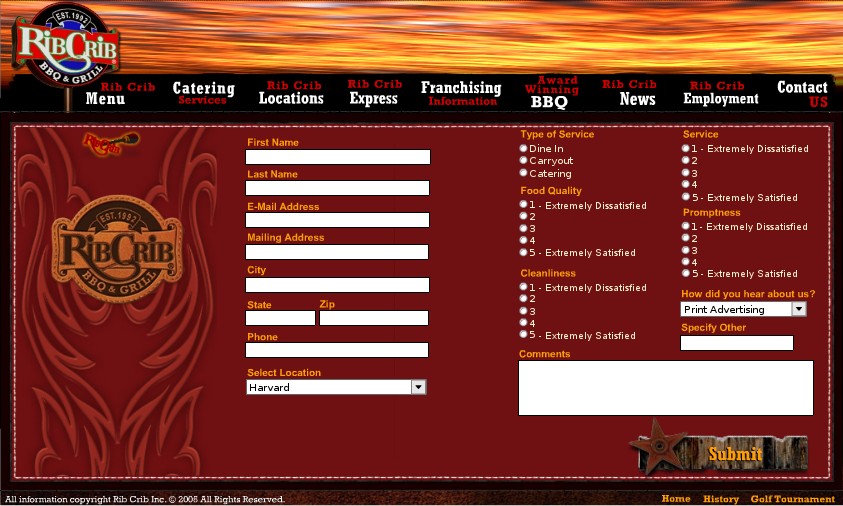 EST. 1992
RIBCRIB
BBQ & GRILL
Rib Crib
Menu
Catering
Services
Rib Crib
Locations
Rib Crib
Express
Franchising
Information
Award
Winning
BBQ
Rib Crib
News
Rib Crib
Employment
Contact
US
RibCrib
EST. 1992
RIBCRIB
BBQ & GRILL
First Name
Last Name
E-Mail Address
Mailing Address
City
State Zip
Phone
Select Location
Harvard
Type of Service
Dine In
Carryout
Catering
Food Quality
1 - Extremely Dissatisfied
2
3
4
5 - Extremely Satisfied
Cleanliness
1 - Extremely Dissatisfied
2
3
4
5 - Extremely Satisfied
Service
1 - Extremely Dissatisfied
2
3
4
5 - Extremely Satisfied
Promptness
1 - Extremely Dissatisfied
2
3
4
5 - Extremely Satisfied
How did you hear about us?
Print Advertising
Specify Other
Comments
Submit
All information copyright Rib Crib Inc. © 2005 All Rights Reserved.
Home History Golf Tournament